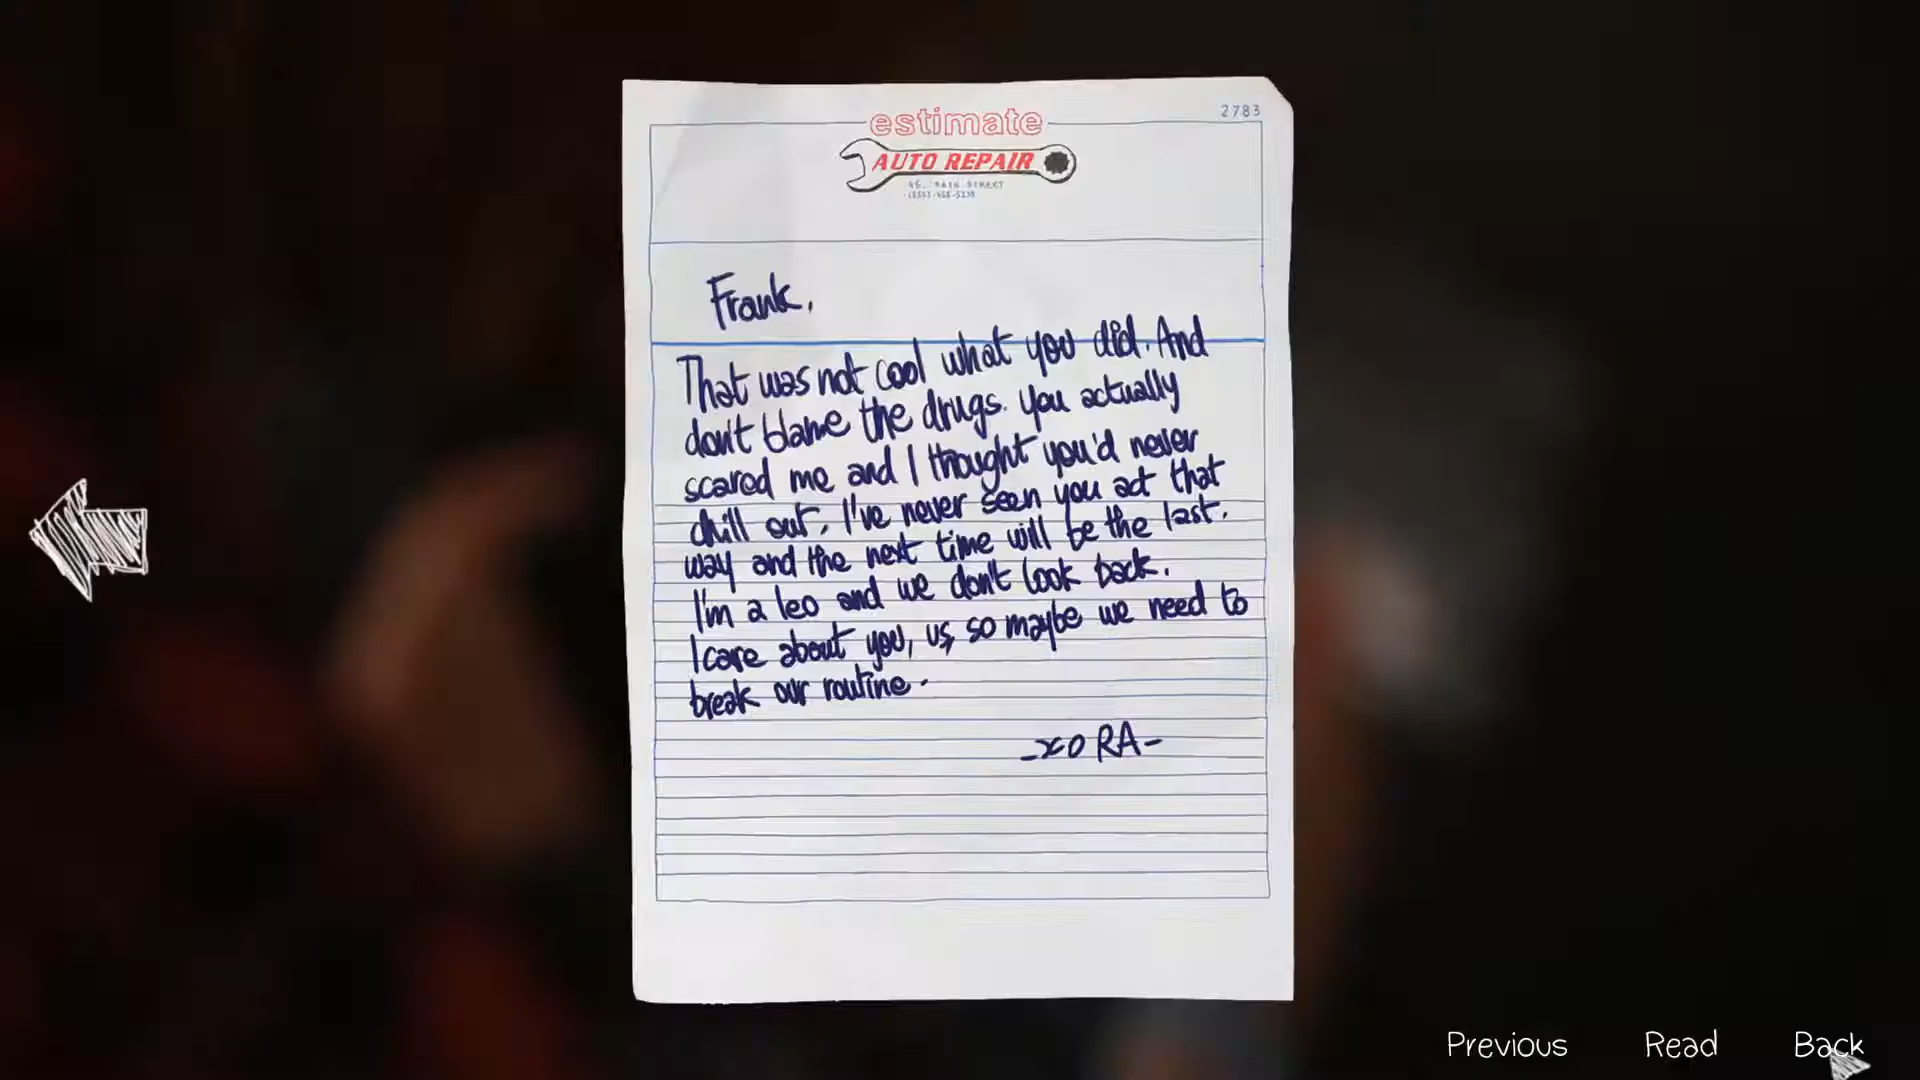 2783
estimate
AUTO REPAIR
Frank,
That was not cool what you did. And
don't blame the drugs. You actually
scared me and I thought you'd never
chill out. I've never seen you act that
way and the next time will be the last.
I'm a leo and we don't look back.
I care about you, us, so maybe we need to
break our routine.
-xo RA-
Previous Read Back